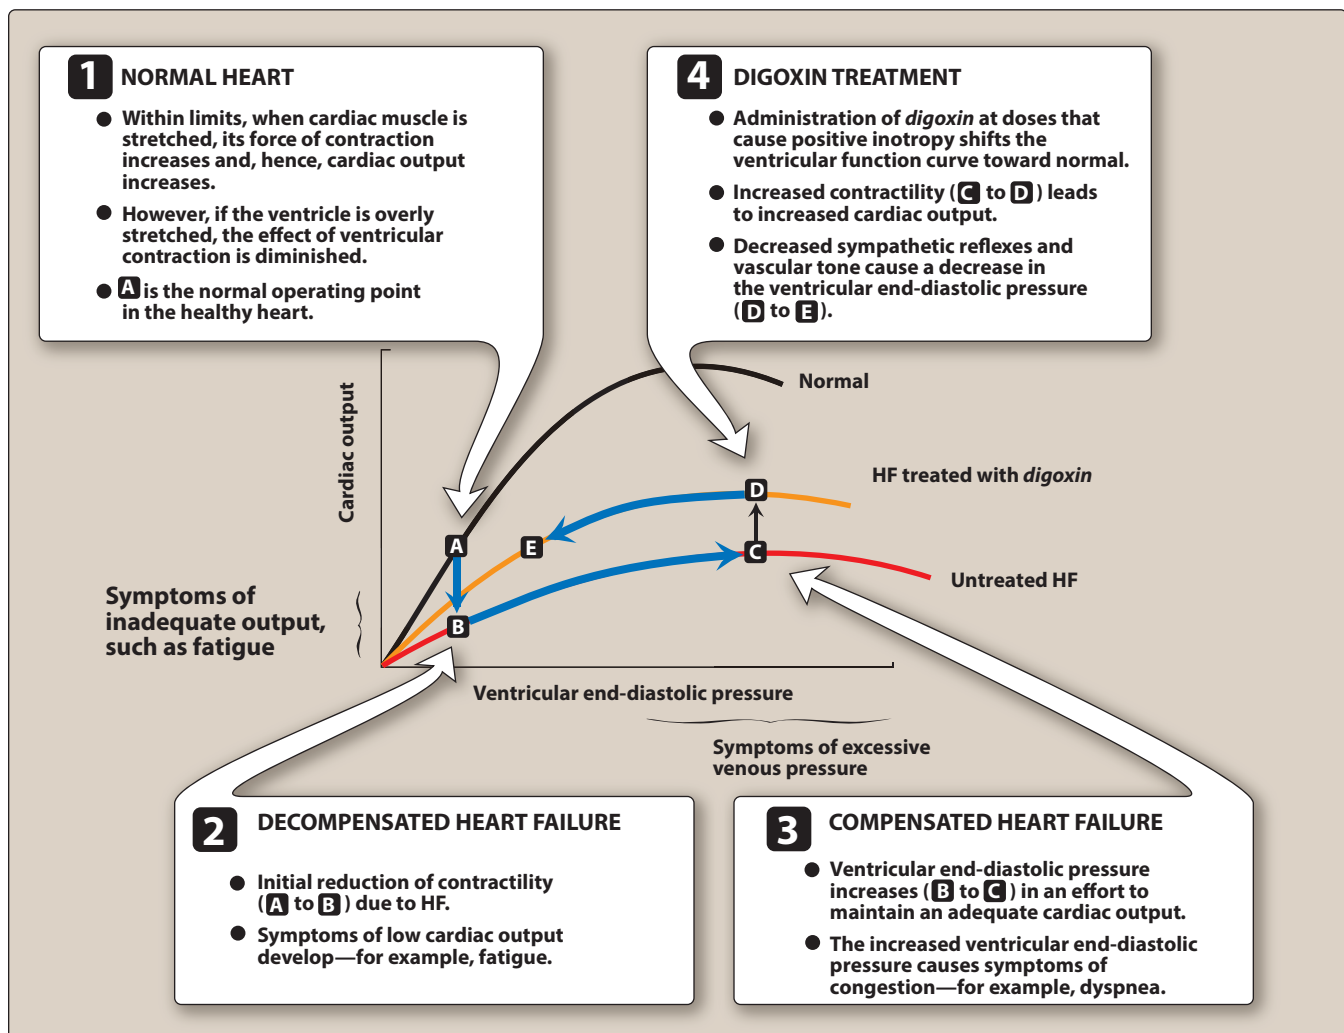 1 NORMAL HEART
● Within limits, when cardiac muscle is
stretched, its force of contraction
increases and, hence, cardiac output
increases.
● However, if the ventricle is overly
stretched, the effect of ventricular
contraction is diminished.
● A is the normal operating point
in the healthy heart.
4 DIGOXIN TREATMENT
● Administration of digoxin at doses that
cause positive inotropy shifts the
ventricular function curve toward normal.
● Increased contractility (C to D) leads
to increased cardiac output.
● Decreased sympathetic reflexes and
vascular tone cause a decrease in
the ventricular end-diastolic pressure
(D to E).
Cardiac output
Normal
HF treated with digoxin
Untreated HF
A
B
C
D
E
Symptoms of
inadequate output,
such as fatigue
Ventricular end-diastolic pressure
Symptoms of excessive
venous pressure
2 DECOMPENSATED HEART FAILURE
● Initial reduction of contractility
(A to B) due to HF.
● Symptoms of low cardiac output
develop—for example, fatigue.
3 COMPENSATED HEART FAILURE
● Ventricular end-diastolic pressure
increases (B to C) in an effort to
maintain an adequate cardiac output.
● The increased ventricular end-diastolic
pressure causes symptoms of
congestion—for example, dyspnea.